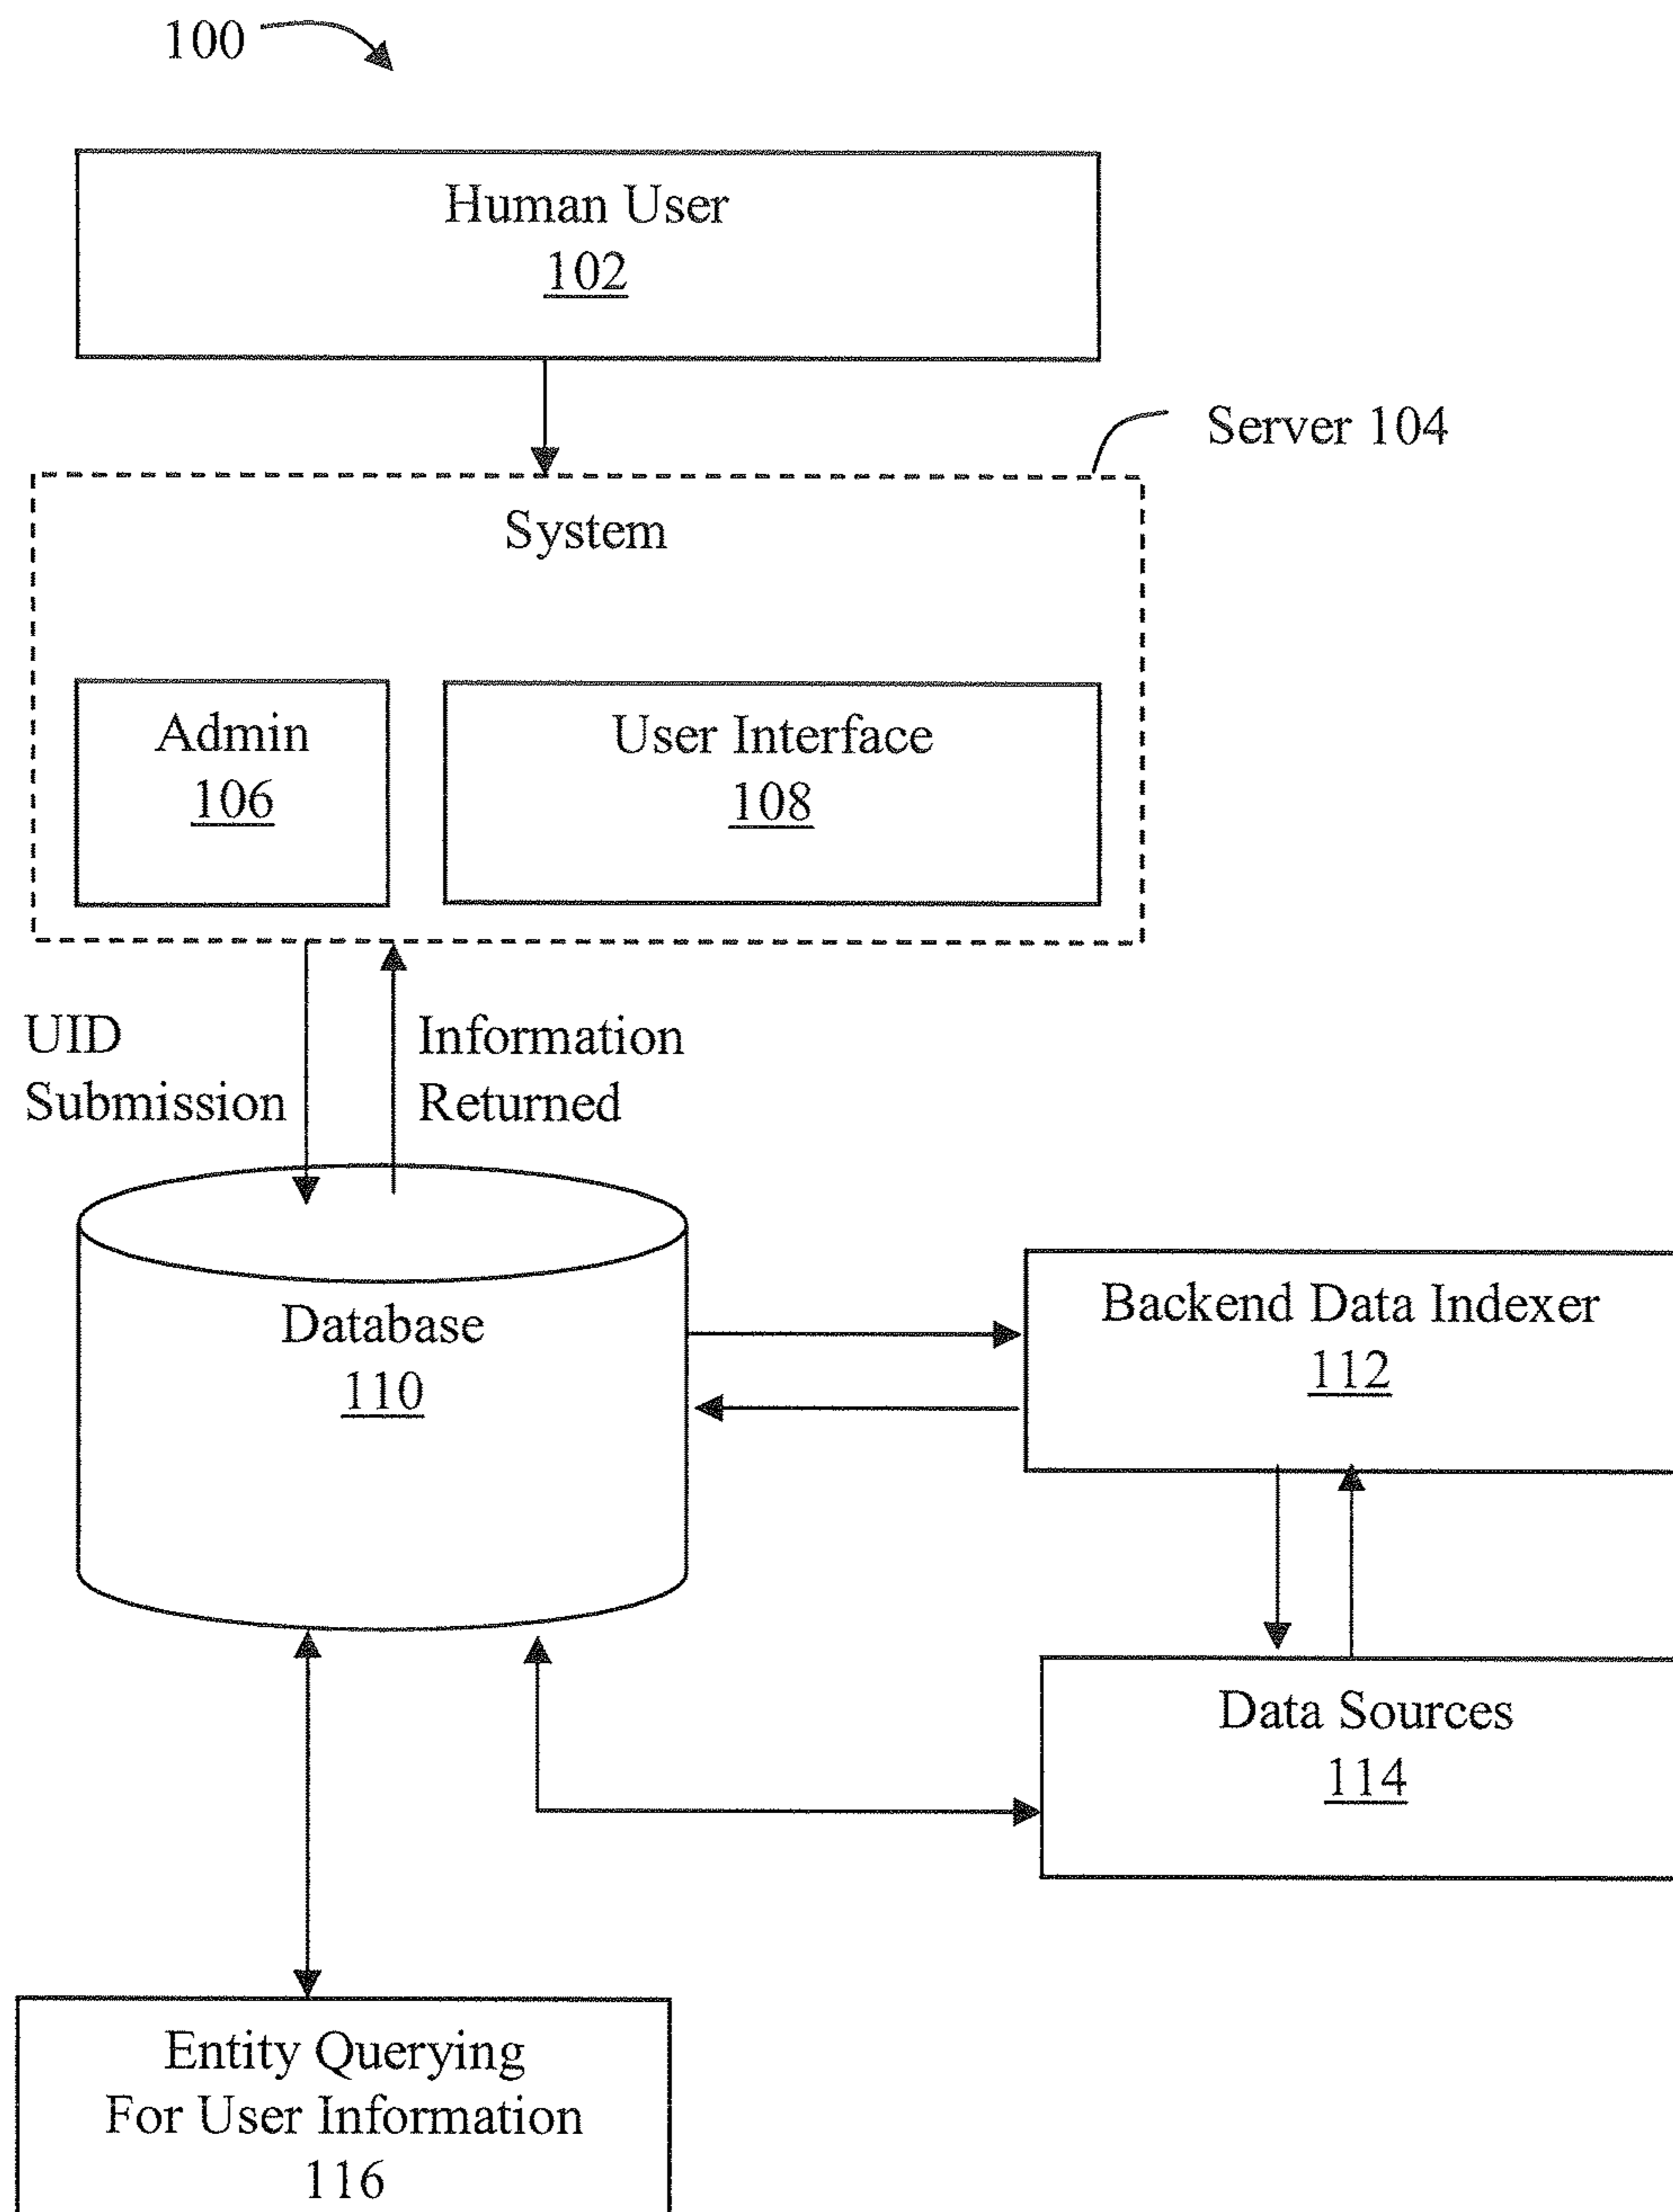 100
Human User
102
Server 104
System
Admin
106
User Interface
108
UID
Submission
Information
Returned
Database
110
Backend Data Indexer
112
Data Sources
114
Entity Querying
For User Information
116